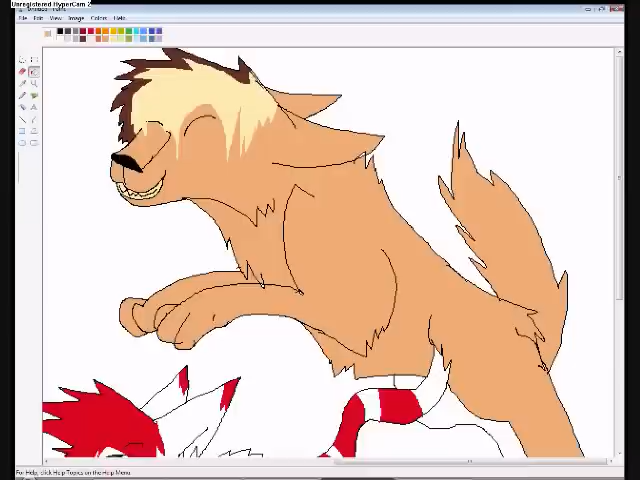 Unregistered HyperCam 2
File Edit View Image Colors Help
For Help, click Help Topics on the Help Menu.